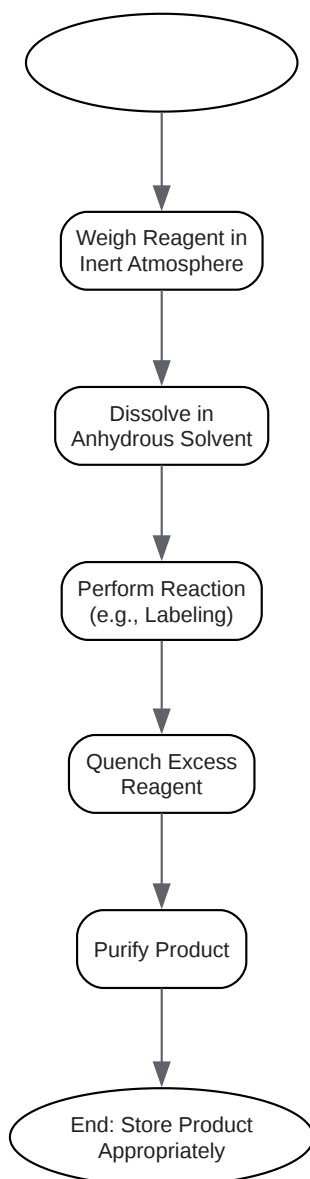 Weigh Reagent in
Inert Atmosphere
Dissolve in
Anhydrous Solvent
Perform Reaction
(e.g., Labeling)
Quench Excess
Reagent
Purify Product
End: Store Product
Appropriately